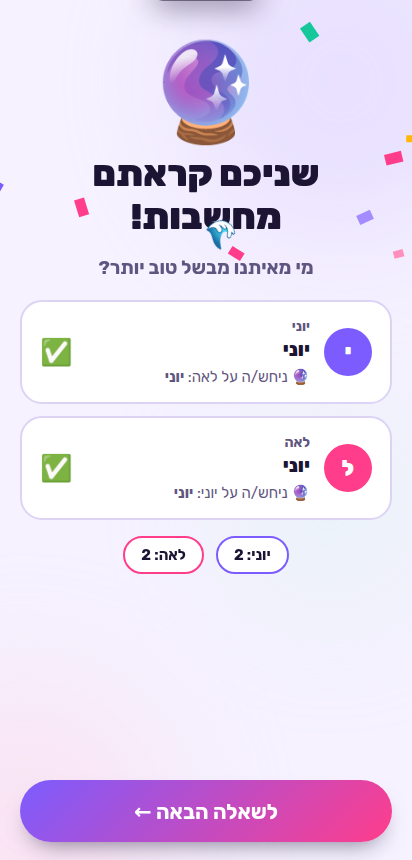 שניכם קראתם
מחשבות!
מי מאיתנו מבשל טוב יותר?
י
יוני
יוני
🔮 ניחש/ה על לאה: יוני
✅
ל
לאה
יוני
🔮 ניחש/ה על יוני: יוני
✅
יוני: 2
לאה: 2
לשאלה הבאה ←